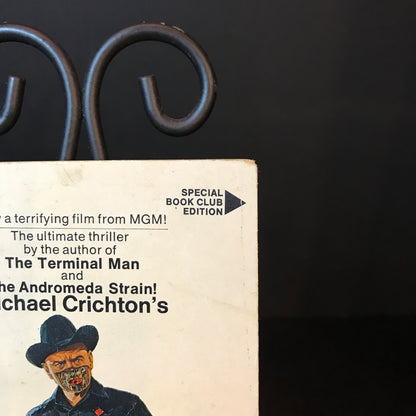 SPECIAL
BOOK CLUB
EDITION
a terrifying film from MGM!
The ultimate thriller
by the author of
The Terminal Man
and
he Andromeda Strain!
chael Crichton's